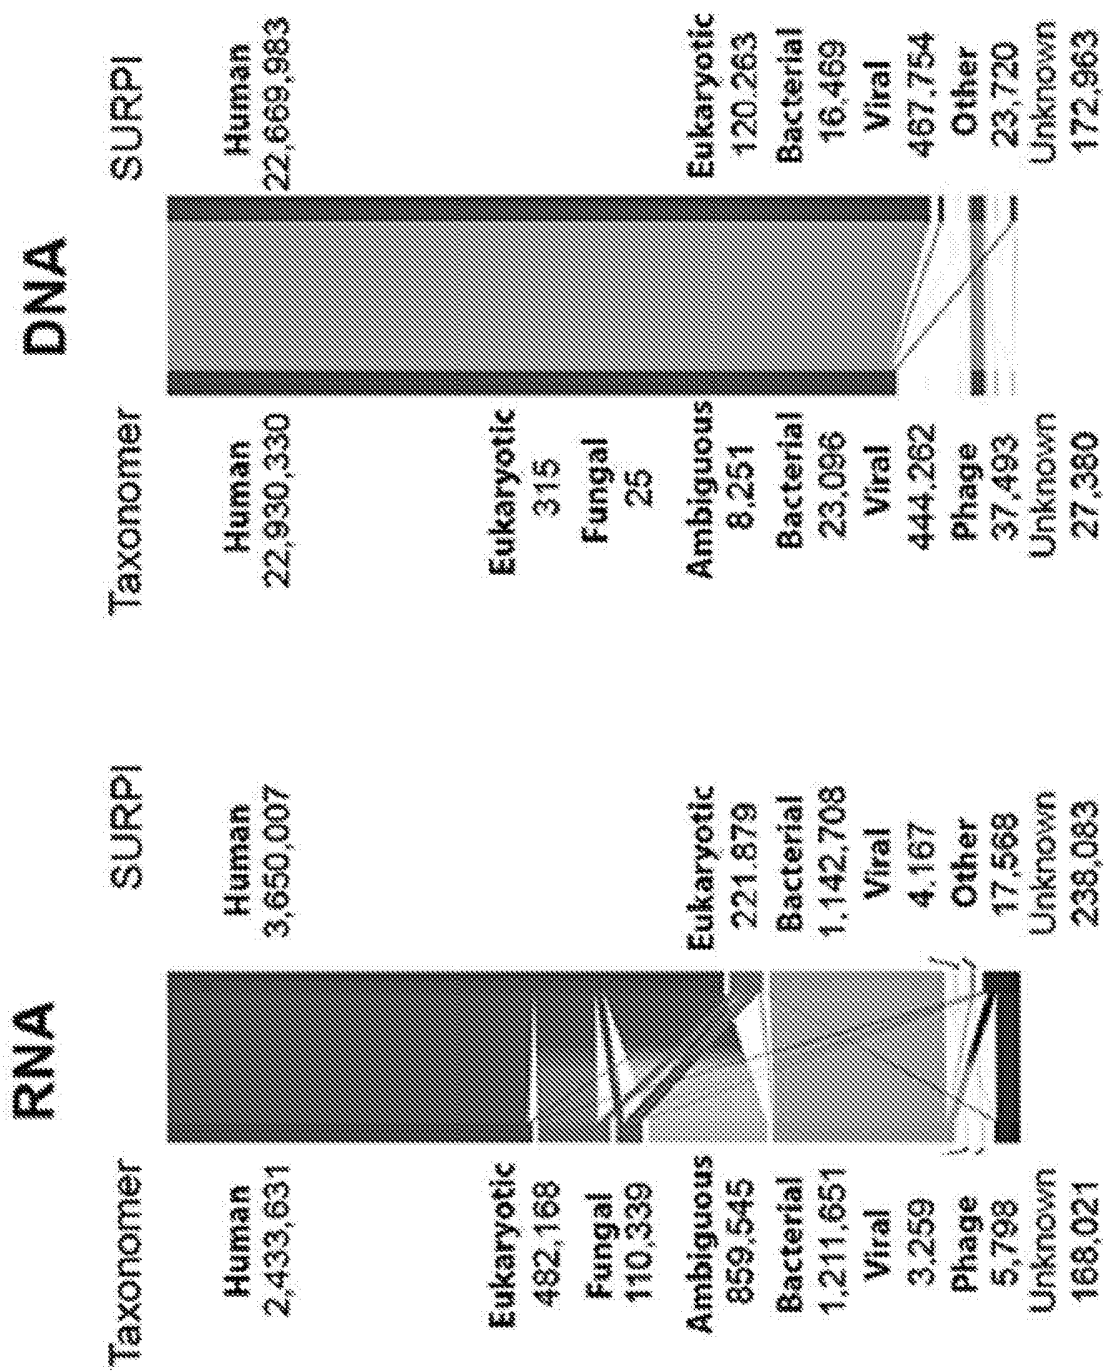 RNA
Taxonomer
SURPI
Human
2,433,631
Human
3,650,007
Eukaryotic
482,168
Fungal
110,339
Ambiguous
859,545
Eukaryotic
221.879
Bacterial
1,211,651
Bacterial
1,142,708
Viral
3,259
Viral
4,167
Phage
5,798
Other
17,568
Unknown
168,021
Unknown
238,083
DNA
Taxonomer
SURPI
Human
22,930,330
Human
22,669,983
Eukaryotic
315
Fungal
25
Ambiguous
8,251
Eukaryotic
120.263
Bacterial
23,096
Bacterial
16,469
Viral
444.262
Viral
467.754
Phage
37,493
Other
23,720
Unknown
27,380
Unknown
172,963